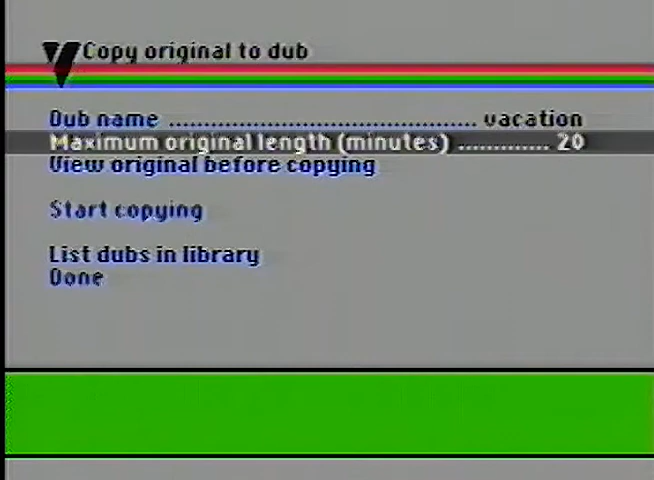 Copy original to dub
Dub name ............................................. vacation
Maximum original length (minutes) ............. 20
View original before copying
Start copying
List dubs in library
Done